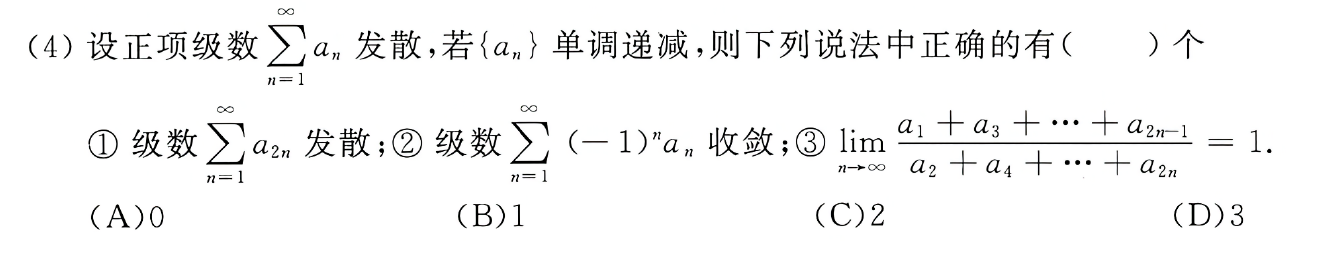 (4) 设正项级数 $\sum_{n=1}^{\infty} a_n$ 发散,若{$a_n$} 单调递减,则下列说法中正确的有(  )个
① 级数 $\sum_{n=1}^{\infty} a_{2n}$ 发散;② 级数 $\sum_{n=1}^{\infty} (-1)^n a_n$ 收敛;③ $\lim_{n \to \infty} \frac{a_1 + a_3 + \cdots + a_{2n-1}}{a_2 + a_4 + \cdots + a_{2n}} = 1.$
(A)0 (B)1 (C)2 (D)3